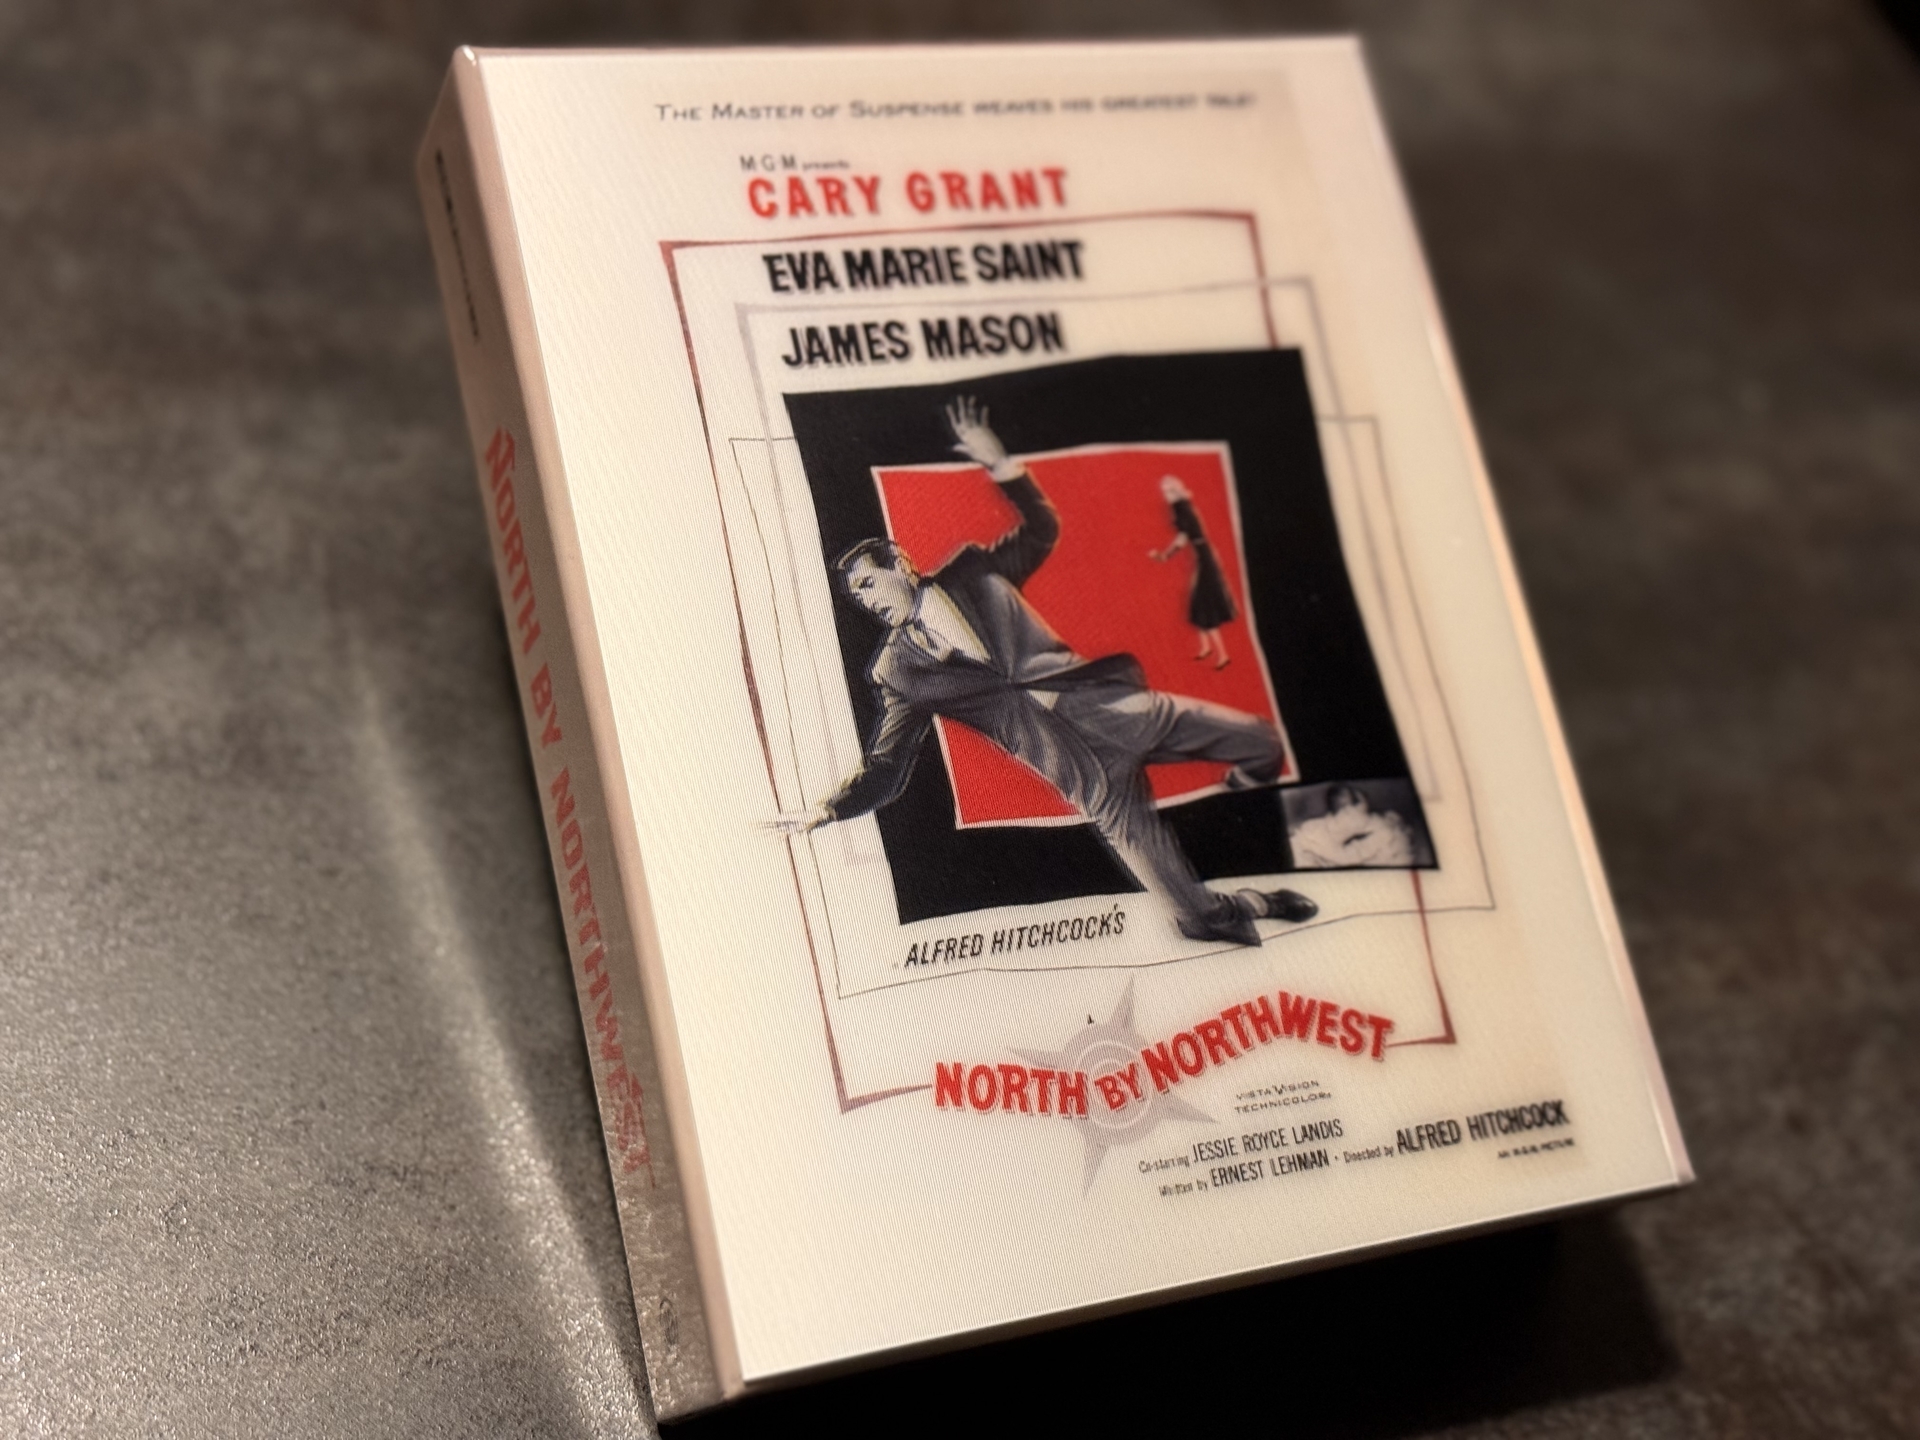 THE MASTER OF SUSPENSE WEAVES HIS GREATEST TALE!
M-G-M presents
CARY GRANT
EVA MARIE SAINT
JAMES MASON
ALFRED HITCHCOCK'S
NORTH BY NORTHWEST
VISTAVISION
TECHNICOLOR®
Co-starring JESSIE ROYCE LANDIS
Written by ERNEST LEHMAN • Directed by ALFRED HITCHCOCK
AN M-G-M PICTURE
NORTH BY NORTHWEST